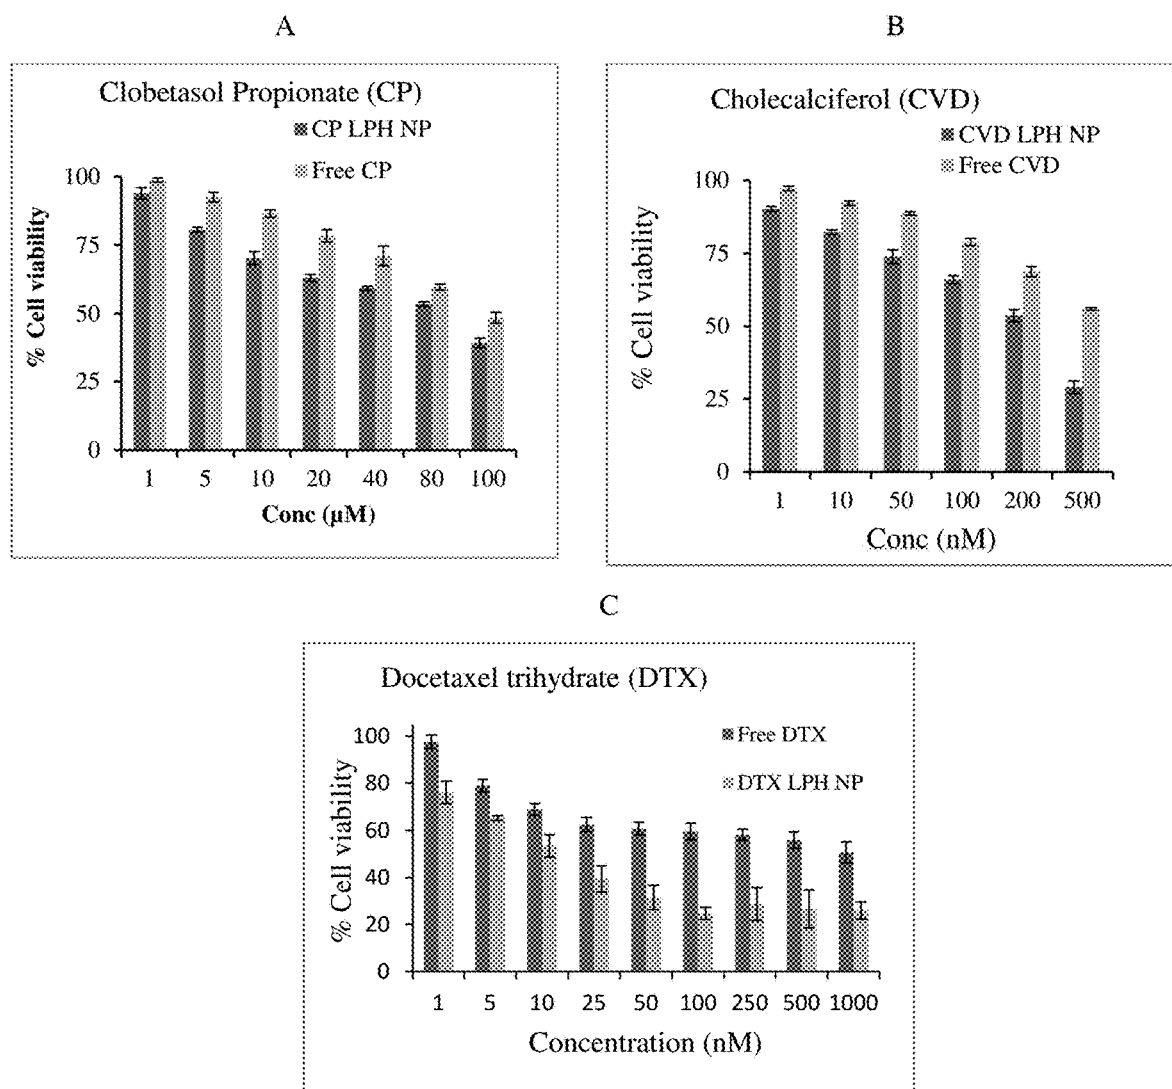 A
Clobetasol Propionate (CP)
CP LPH NP
Free CP
% Cell viability
100
75
50
25
0
1 5 10 20 40 80 100
Conc (µM)
B
Cholecalciferol (CVD)
CVD LPH NP
Free CVD
% Cell viability
100
75
50
25
0
1 10 50 100 200 500
Conc (nM)
C
Docetaxel trihydrate (DTX)
Free DTX
DTX LPH NP
% Cell viability
100
80
60
40
20
0
1 5 10 25 50 100 250 500 1000
Concentration (nM)